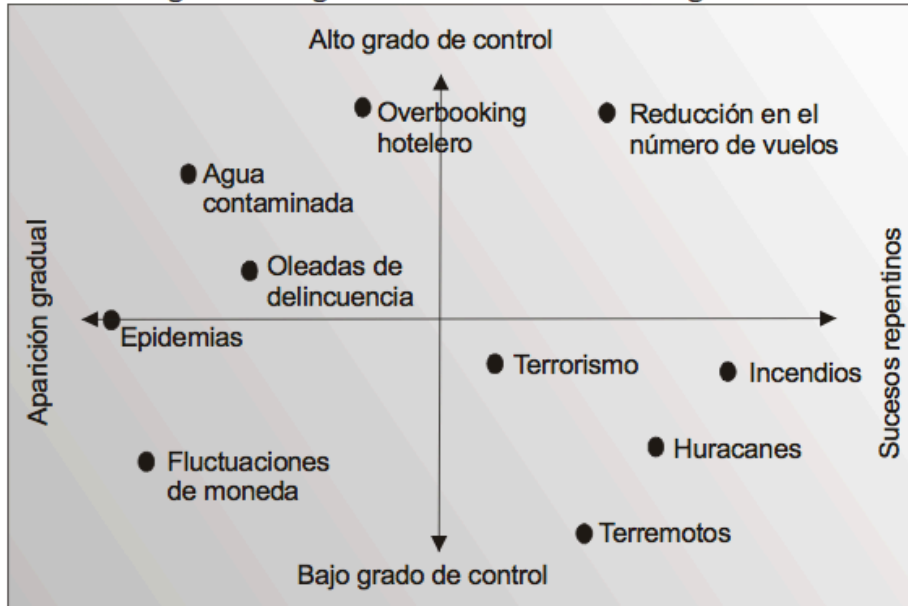 Alto grado de control
Overbooking
hotelero
Reducción en el
número de vuelos
Agua
contaminada
Oleadas de
delincuencia
Aparición gradual
Epidemias
Sucesos repentinos
Terrorismo
Incendios
Huracanes
Fluctuaciones
de moneda
Terremotos
Bajo grado de control